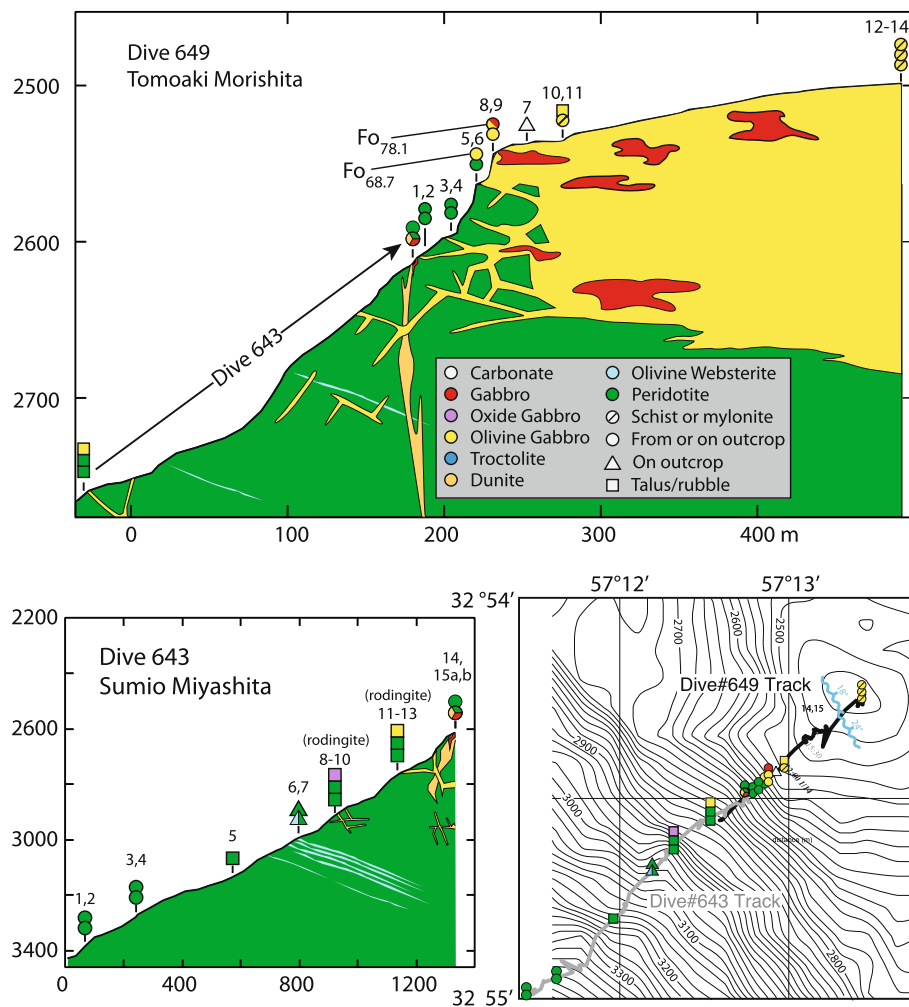 Dive 649
Tomoaki Morishita
12-14
2500
2600
2700
8,9
7
10,11
Fo78.1
5,6
Fo68.7
1,2
3,4
Dive 643
Carbonate
Gabbro
Oxide Gabbro
Olivine Gabbro
Troctolite
Dunite
Olivine Websterite
Peridotite
Schist or mylonite
From or on outcrop
On outcrop
Talus/rubble
0
100
200
300
400 m
2200
2600
3000
3400
Dive 643
Sumio Miyashita
14,
15a,b
(rodingite)
11-13
(rodingite)
8-10
6,7
5
3,4
1,2
0
400
800
1200
57°12’
57°13’
32 °54’
32 °55’
2700
2600
2500
Dive#649 Track
14,15
18°
24°
2900
3000
distance (m)
Dive#643 Track
3100
3200
3300
2800